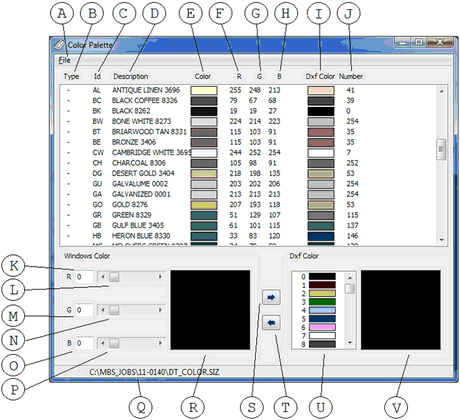 A B C D E F G H I J
Color Palette
File
Type Id Description Color R G B Dxf Color Number
- AL ANTIQUE LINEN 3696 255 248 213 41
- BC BLACK COFFEE 8326 79 67 68 39
- BK BLACK 8262 19 19 27 0
- BW BONE WHITE 8273 224 214 223 254
- BT BRIARWOOD TAN 8331 115 103 91 35
- BE BRONZE 3406 115 103 91 35
- CW CAMBRIDGE WHITE 3695 244 252 254 7
- CH CHARCOAL 8306 105 98 91 252
- DG DESERT GOLD 3404 218 198 135 53
- GU GALVALUME 0002 203 202 206 254
- GA GALVANIZED 0001 213 213 214 254
- GO GOLD 8276 207 193 118 53
- GR GREEN 8329 51 129 107 115
- GB GULF BLUE 3405 61 101 115 137
- HB HERON BLUE 8330 33 83 120 146
Windows Color Dxf Color
K R 0
L
M G 0
N
O B 0
P
0
1
2
3
4
5
6
7
8
C:\MBS_JOBS\11-0140\DT_COLOR.SIZ
Q R S T U V